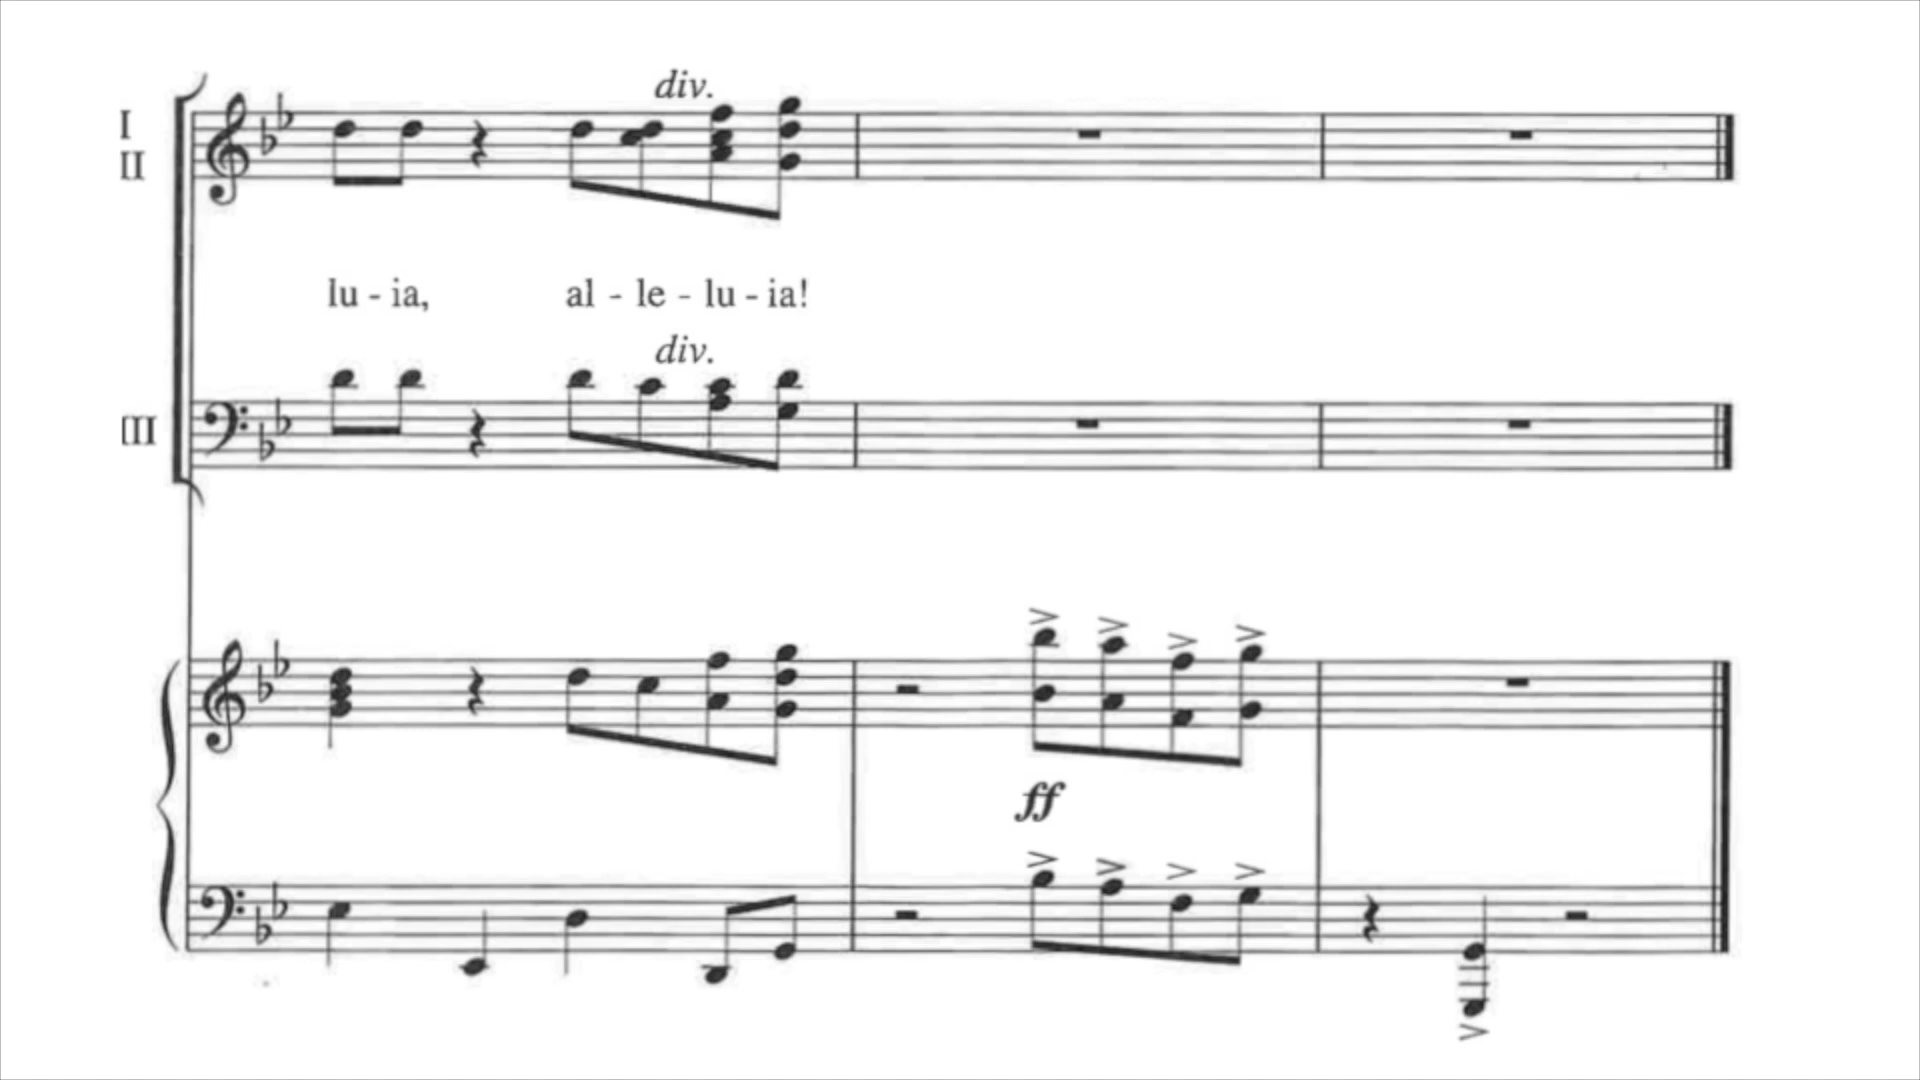 div.
I
II
lu - ia, al - le - lu - ia!
div.
III
ff